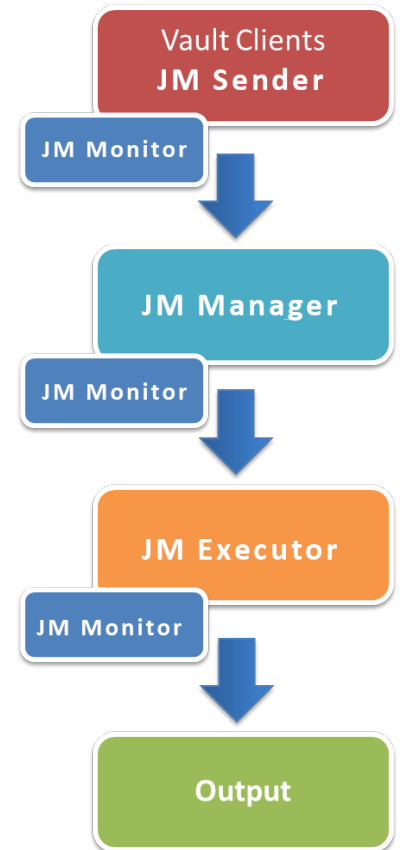 Vault Clients
JM Sender
JM Monitor
JM Manager
JM Monitor
JM Executor
JM Monitor
Output